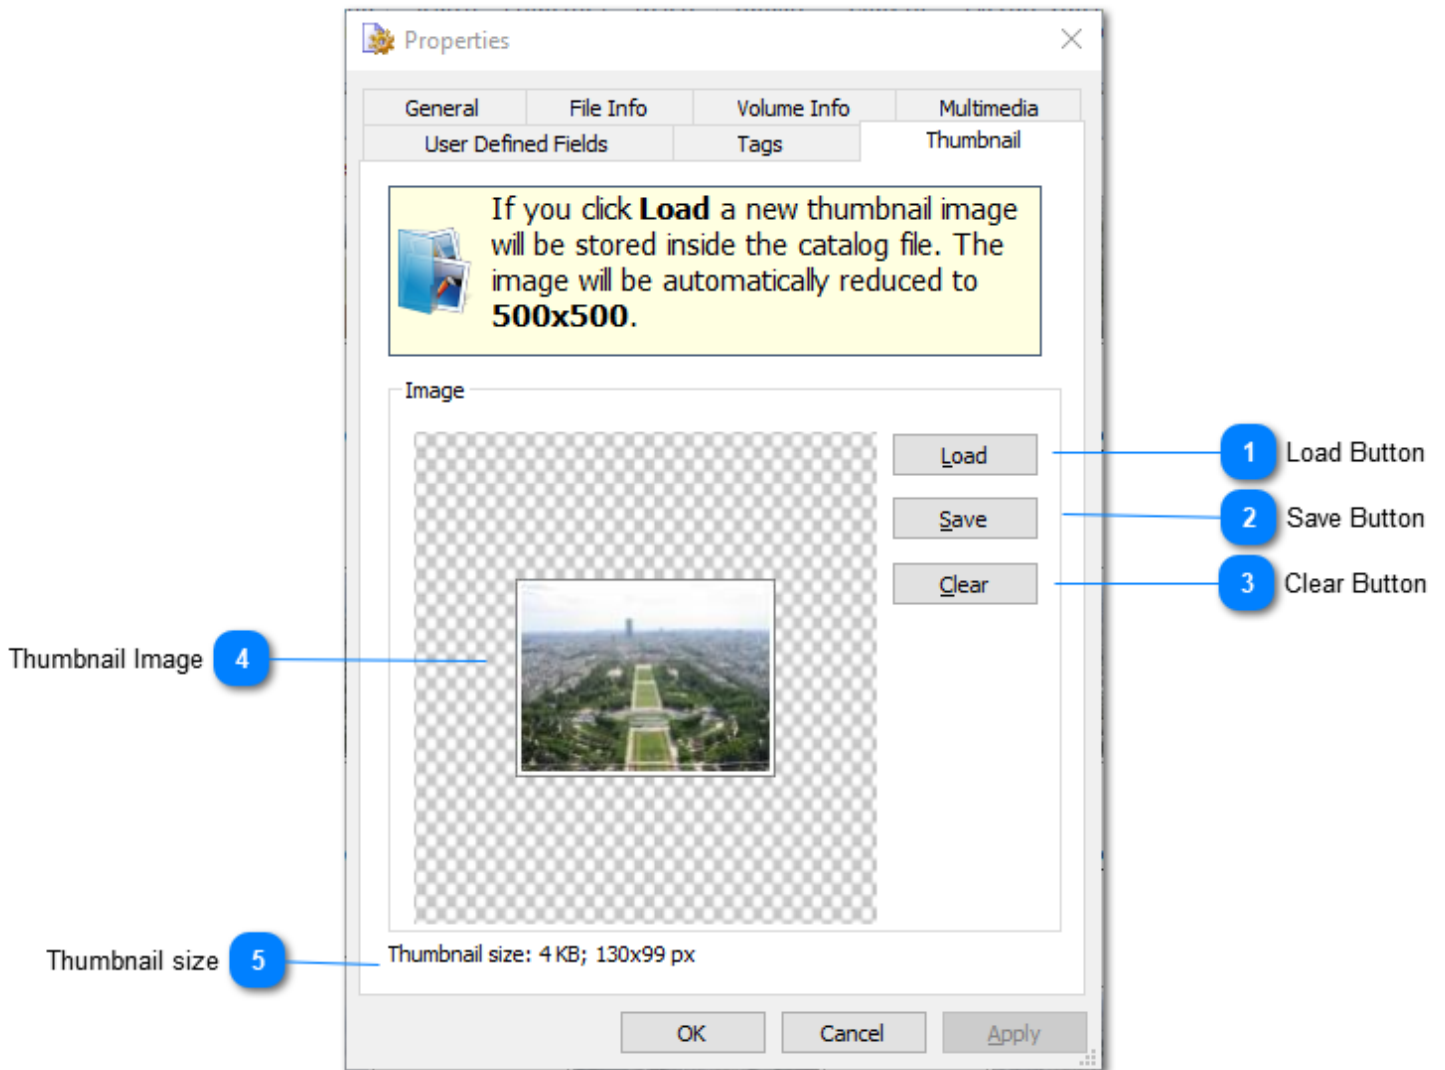 Properties
General File Info Volume Info Multimedia
User Defined Fields Tags Thumbnail
If you click Load a new thumbnail image
will be stored inside the catalog file. The
image will be automatically reduced to
500x500.
Image
Load
1 Load Button
Save
2 Save Button
Clear
3 Clear Button
Thumbnail Image 4
Thumbnail size 5
Thumbnail size: 4 KB; 130x99 px
OK Cancel Apply